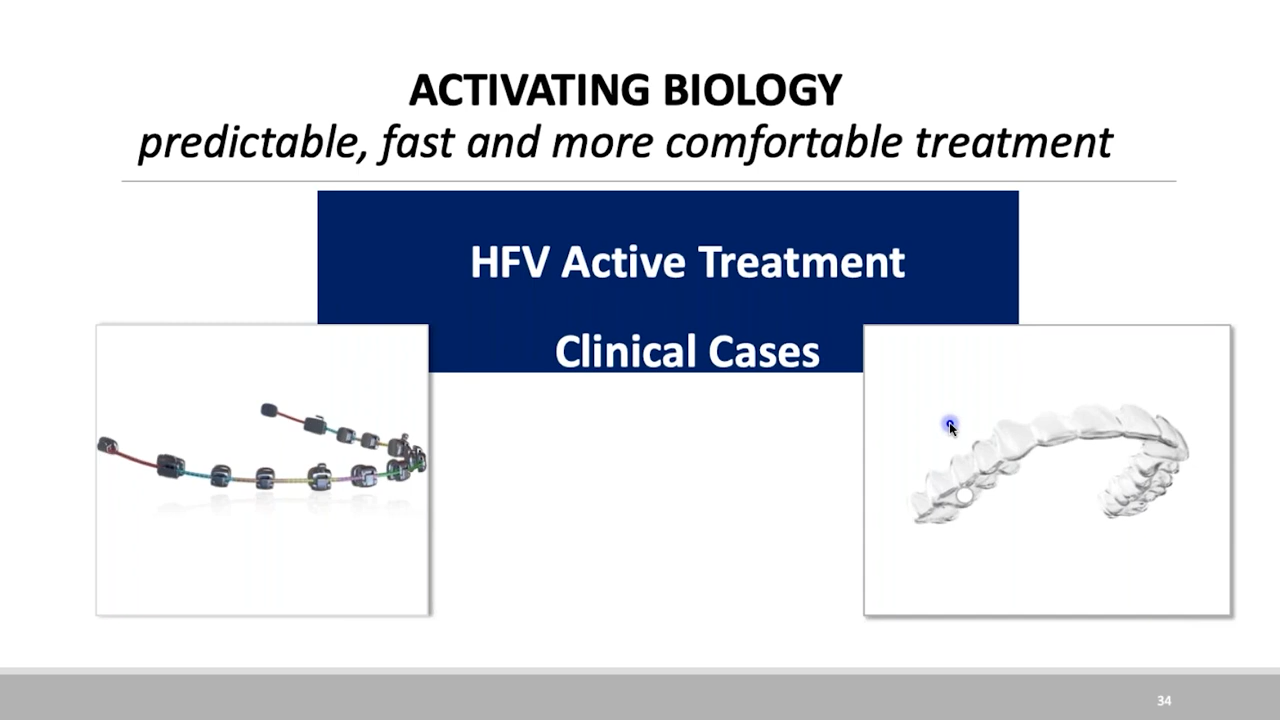 ACTIVATING BIOLOGY
predictable, fast and more comfortable treatment
HFV Active Treatment
Clinical Cases
34